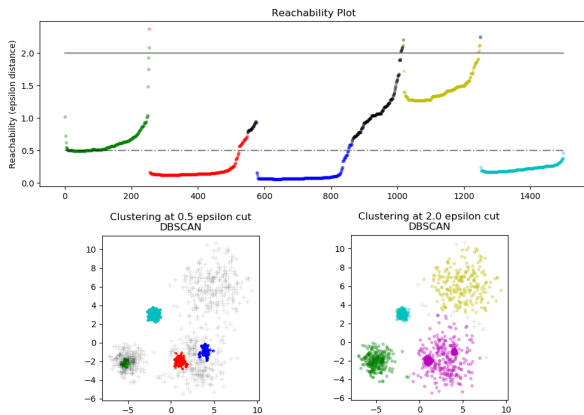 Reachability Plot
Reachability (epsilon distance)
2.0
1.5
1.0
0.5
0.0
0 200 400 600 800 1000 1200 1400
Clustering at 0.5 epsilon cut
DBSCAN
10
8
6
4
2
0
−2
−4
−6
−5 0 5 10
Clustering at 2.0 epsilon cut
DBSCAN
10
8
6
4
2
0
−2
−4
−6
−5 0 5 10